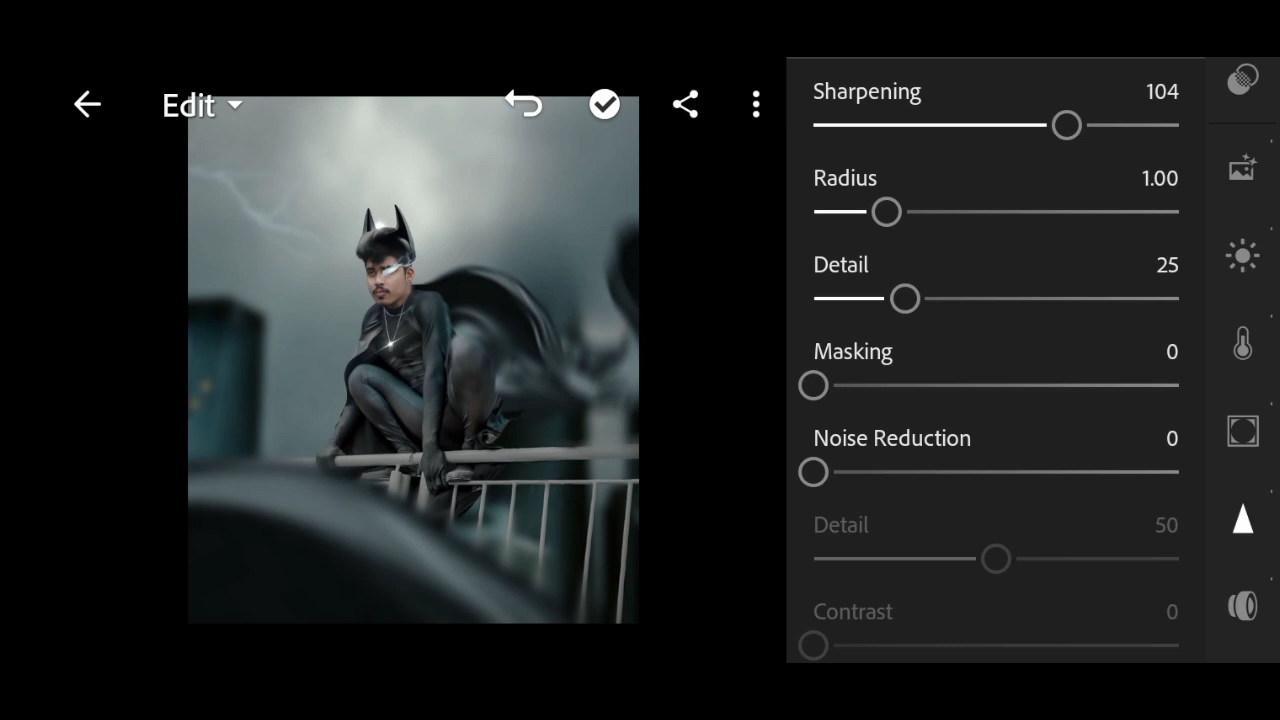 Edit
Sharpening 104
Radius 1.00
Detail 25
Masking 0
Noise Reduction 0
Detail 50
Contrast 0